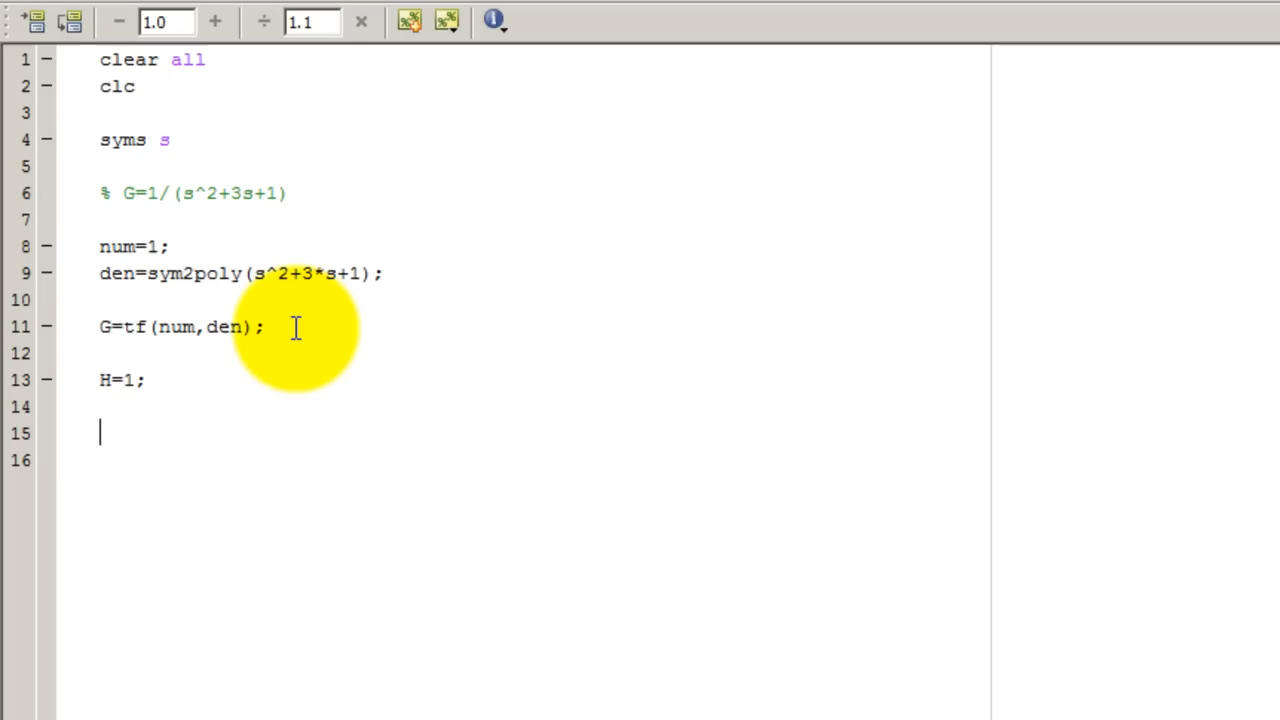 1.0 1.1
1 clear all
2 clc
3
4 syms s
5
6 % G=1/(s^2+3s+1)
7
8 num=1;
9 den=sym2poly(s^2+3*s+1);
10
11 G=tf(num,den);
12
13 H=1;
14
15
16